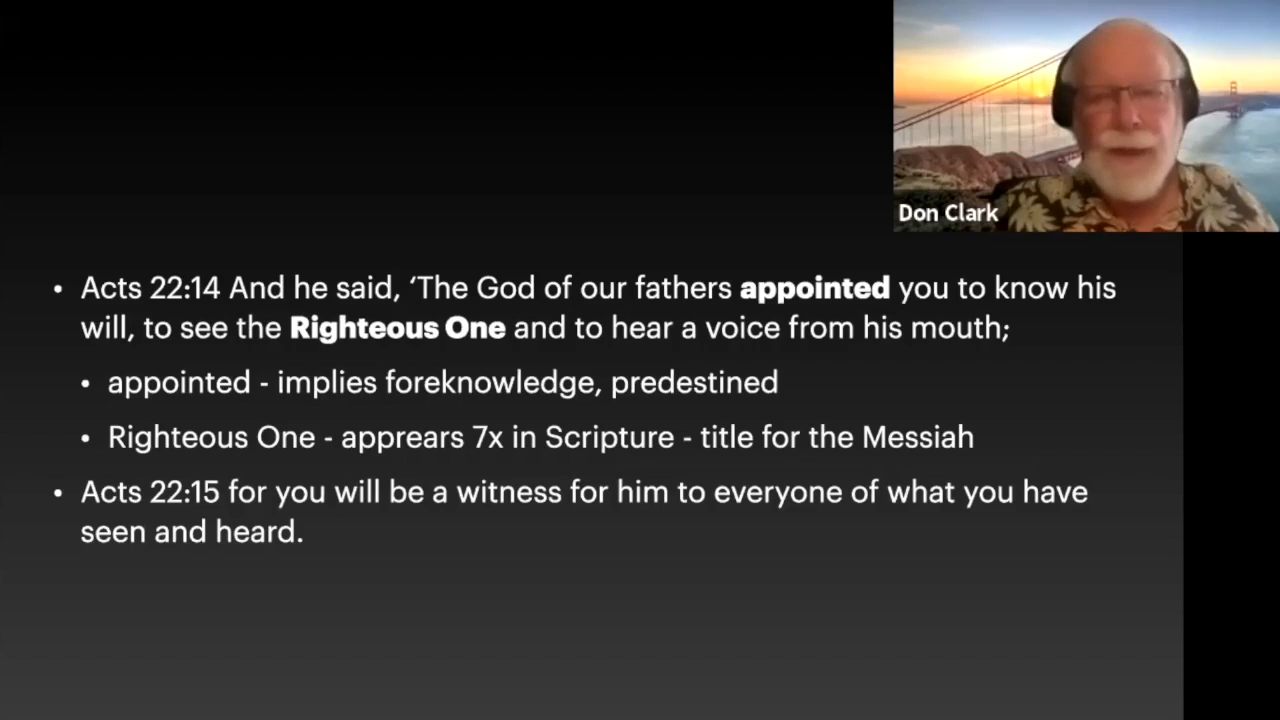 Don Clark
• Acts 22:14 And he said, ‘The God of our fathers appointed you to know his
will, to see the Righteous One and to hear a voice from his mouth;
• appointed - implies foreknowledge, predestined
• Righteous One - apprears 7x in Scripture - title for the Messiah
• Acts 22:15 for you will be a witness for him to everyone of what you have
seen and heard.